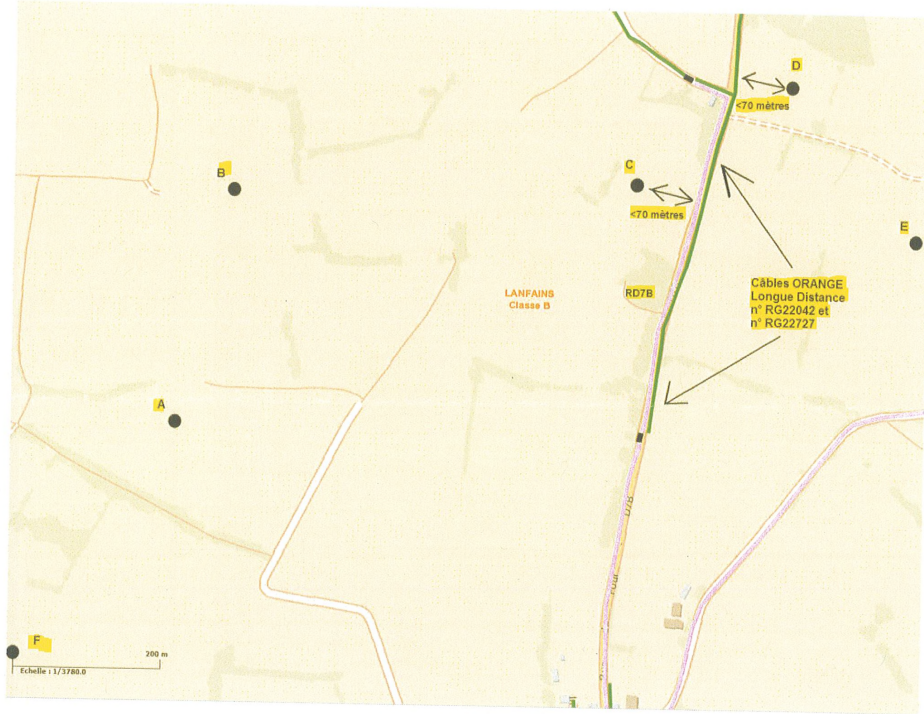 D
<70 mètres
B
C
<70 mètres
E
LANFAINS
Classe B
RD7B
Câbles ORANGE
Longue Distance
n° RG22042 et
n° RG22727
A
D7B
F
200 m
Echelle : 1/3780.0